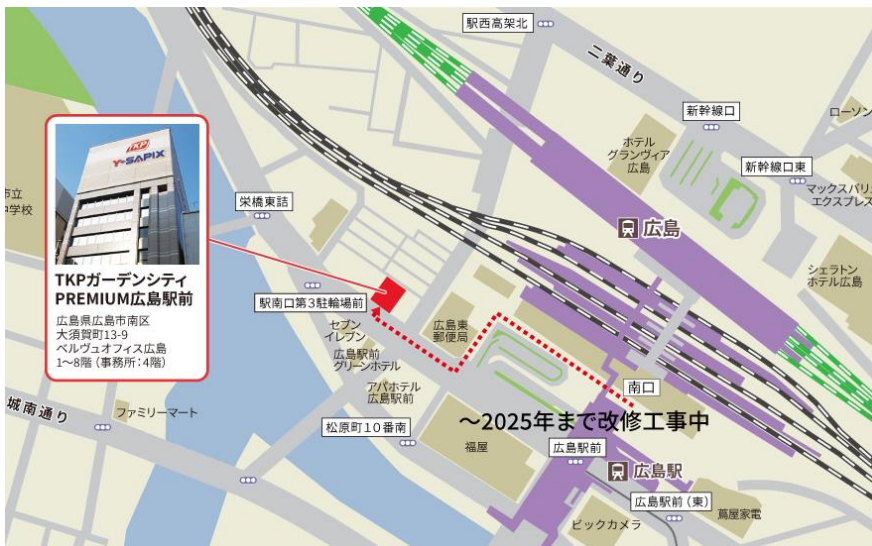 駅西高架北
二葉通り
新幹線口
ローソン
ホテル
グランヴィア
広島
新幹線口東
マックスバリュ
エクスプレス
TKP
Y-SAPIX
市立
中学校
栄橋東詰
広島
シェラトン
ホテル広島
TKPガーデンシティ
PREMIUM広島駅前
広島県広島市南区
大須賀町13-9
ベルヴュオフィス広島
1〜8階(事務所:4階)
駅南口第3駐輪場前
セブン
イレブン
広島東
郵便局
広島駅前
グリーンホテル
アパホテル
広島駅前
南口
城南通り
ファミリーマート
〜2025年まで改修工事中
松原町10番南
福屋
広島駅前
広島駅
広島駅前(東)
ビックカメラ
蔦屋家電